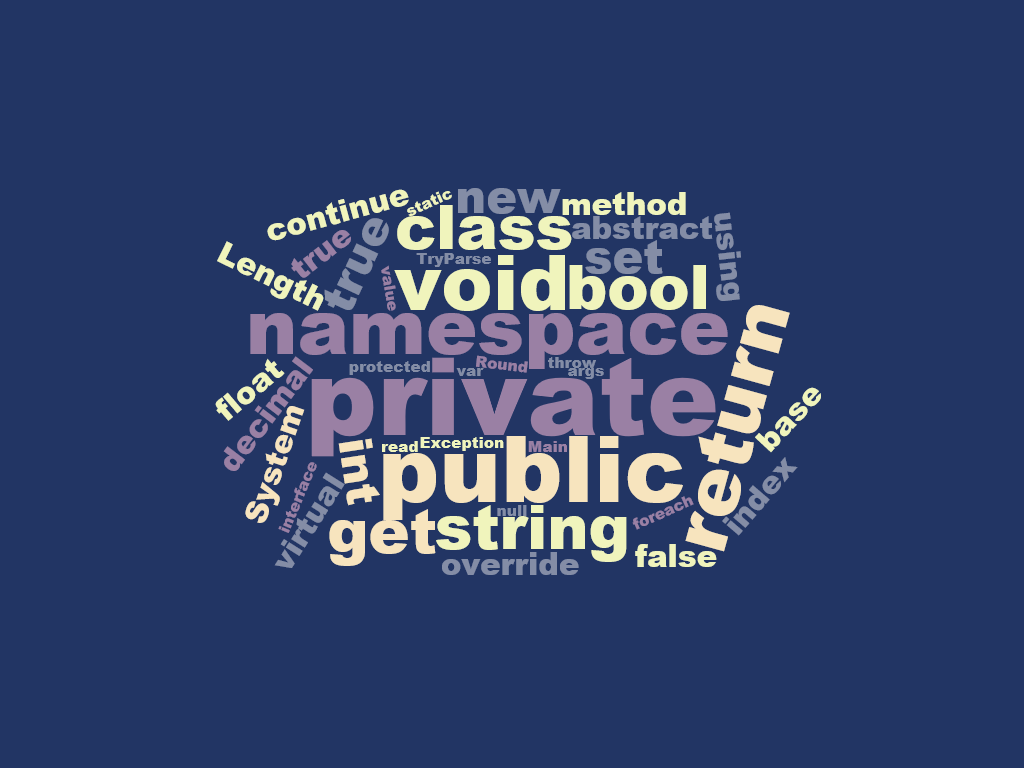 continue
static
new
method
class
abstract
using
true
true
Length
TryParse
set
value
void
bool
namespace
return
protected
var
Round
throw
args
float
decimal
private
base
System
int
read
Exception
Main
public
index
interface
virtual
null
foreach
get
string
false
override